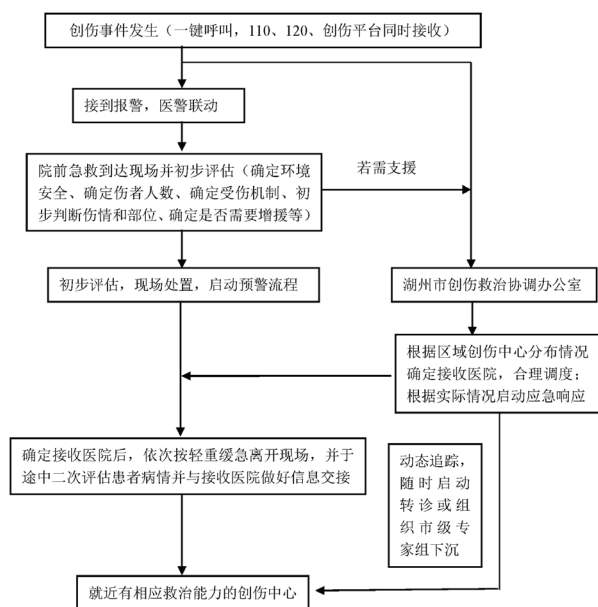 创伤事件发生（一键呼叫，110、120、创伤平台同时接收）
接到报警，医警联动
院前急救到达现场并初步评估（确定环境
安全、确定伤者人数、确定受伤机制、初
步判断伤情和部位、确定是否需要增援等）
若需支援
初步评估，现场处置，启动预警流程
湖州市创伤救治协调办公室
根据区域创伤中心分布情况
确定接收医院，合理调度；
根据实际情况启动应急响应
确定接收医院后，依次按轻重缓急离开现场，并于
途中二次评估患者病情并与接收医院做好信息交接
动态追踪，
随时启动
转诊或组
织市级专
家组下沉
就近有相应救治能力的创伤中心